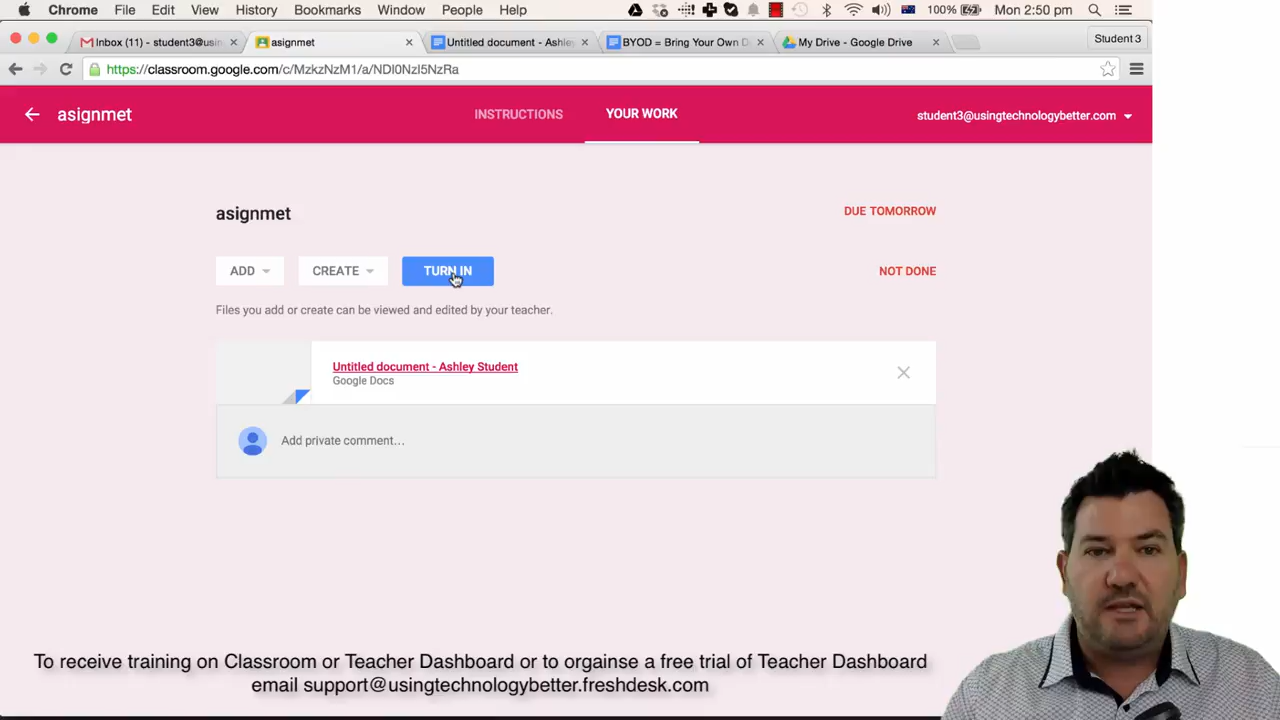 Chrome File Edit View History Bookmarks Window People Help 100% Mon 2:50 pm
Inbox (11) - student3@usin asignmet Untitled document - Ashle BYOD = Bring Your Own D My Drive - Google Drive Student 3
https://classroom.google.com/c/MzkzNzM1/a/NDI0NzI5NzRa
asignmet INSTRUCTIONS YOUR WORK student3@usingtechnologybetter.com
asignmet DUE TOMORROW
ADD CREATE TURN IN NOT DONE
Files you add or create can be viewed and edited by your teacher.
Untitled document - Ashley Student
Google Docs
Add private comment...
To receive training on Classroom or Teacher Dashboard or to orgainse a free trial of Teacher Dashboard
email support@usingtechnologybetter.freshdesk.com